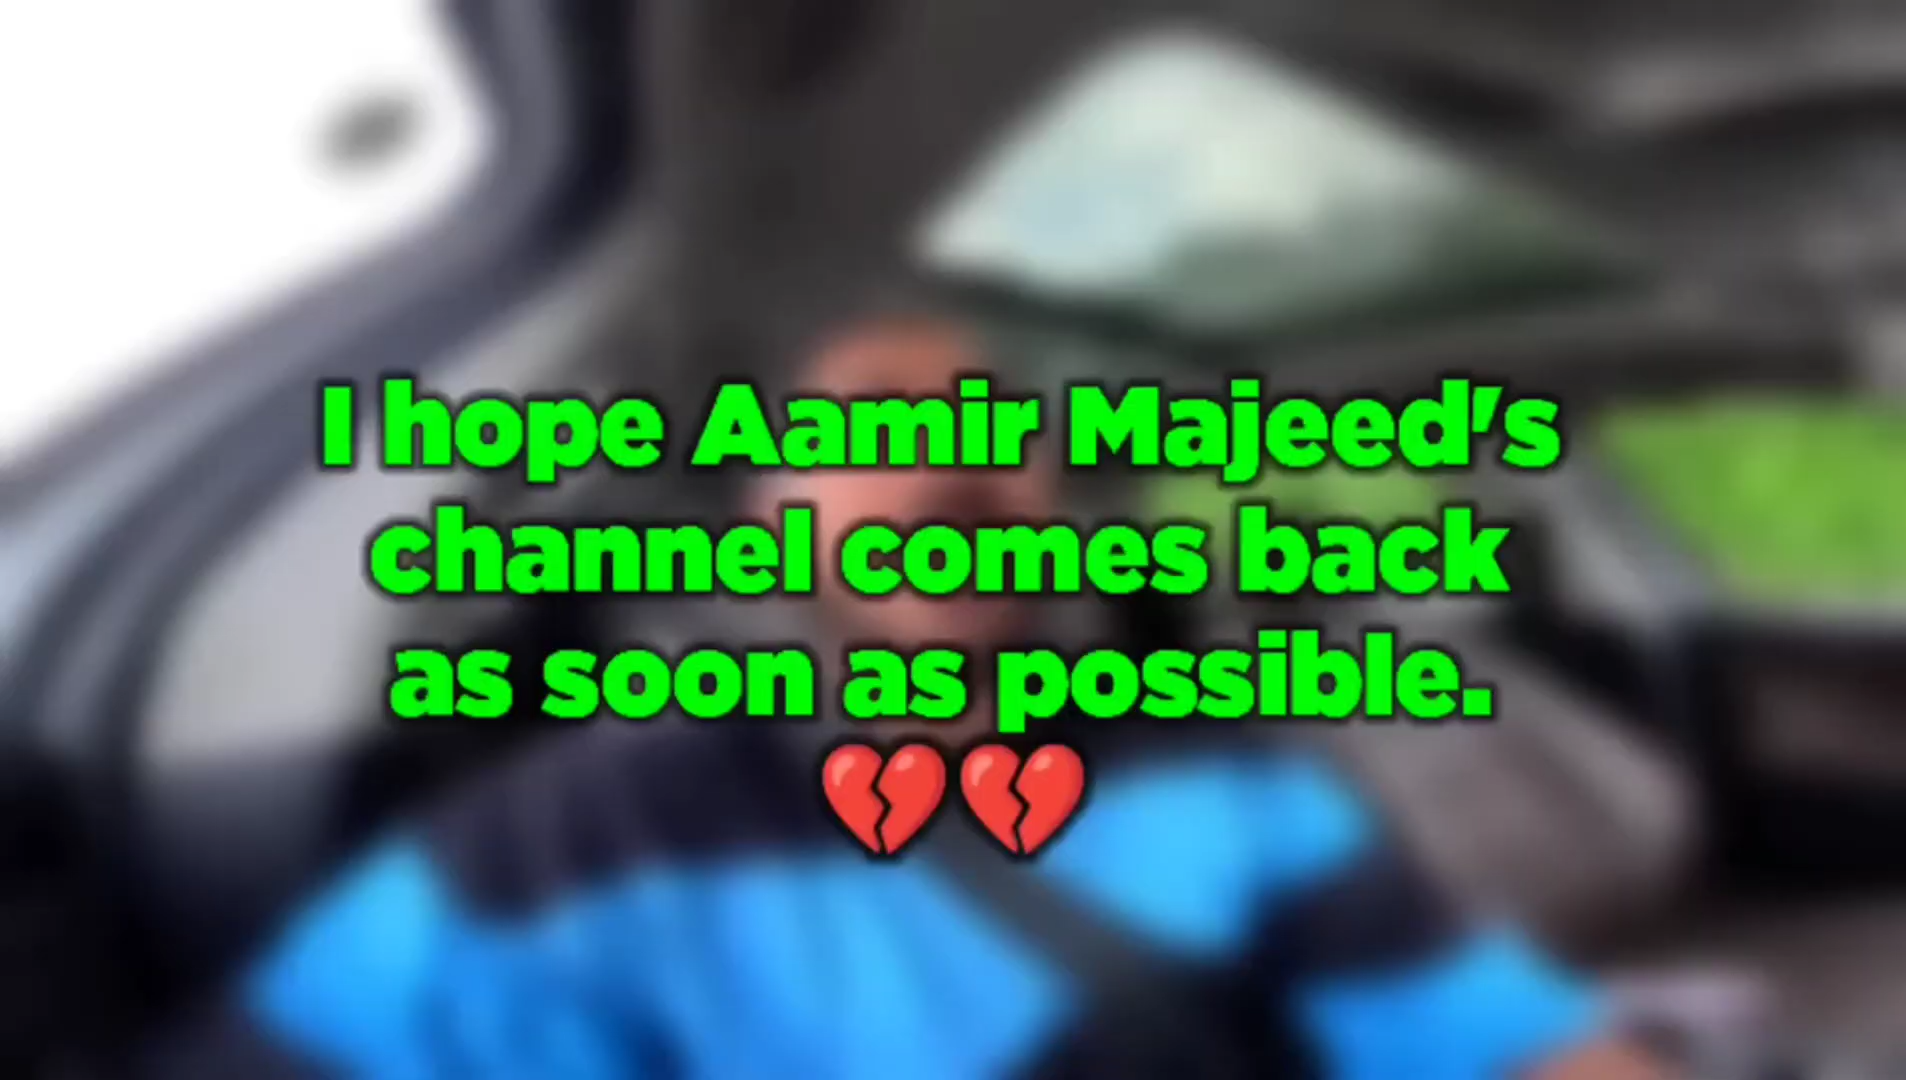 I hope Aamir Majeed's
channel comes back
as soon as possible.
💔💔